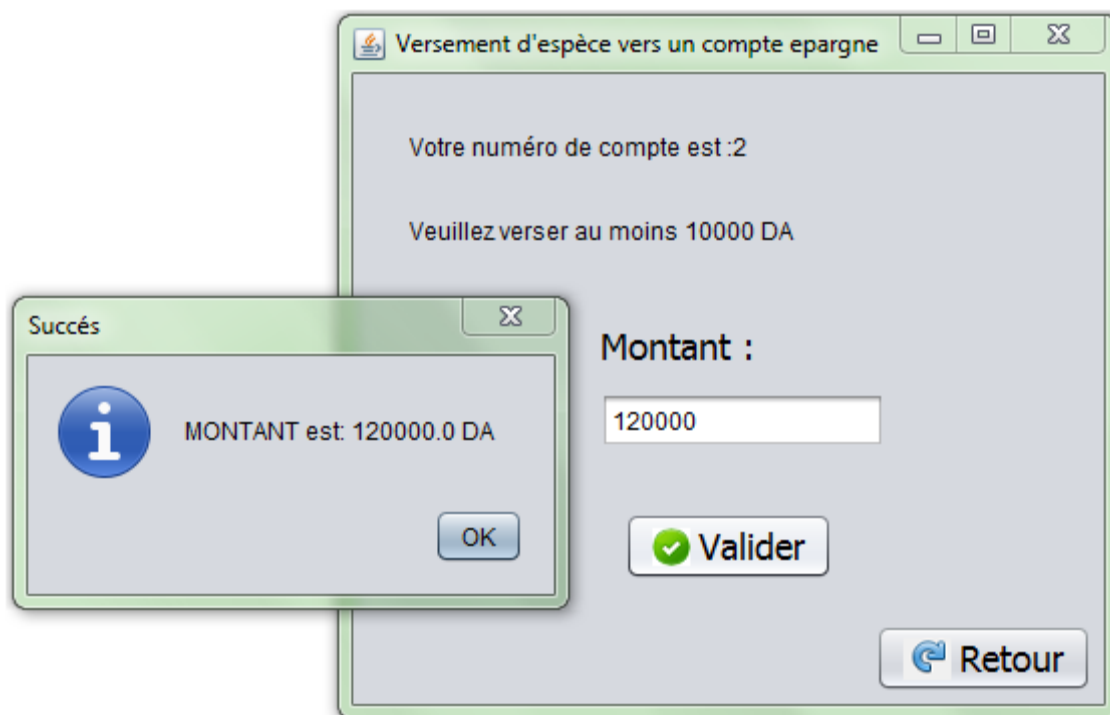 Versement d'espèce vers un compte epargne
Votre numéro de compte est :2
Veuillez verser au moins 10000 DA
Montant :
120000
Valider
Retour
Succés
MONTANT est: 120000.0 DA
OK